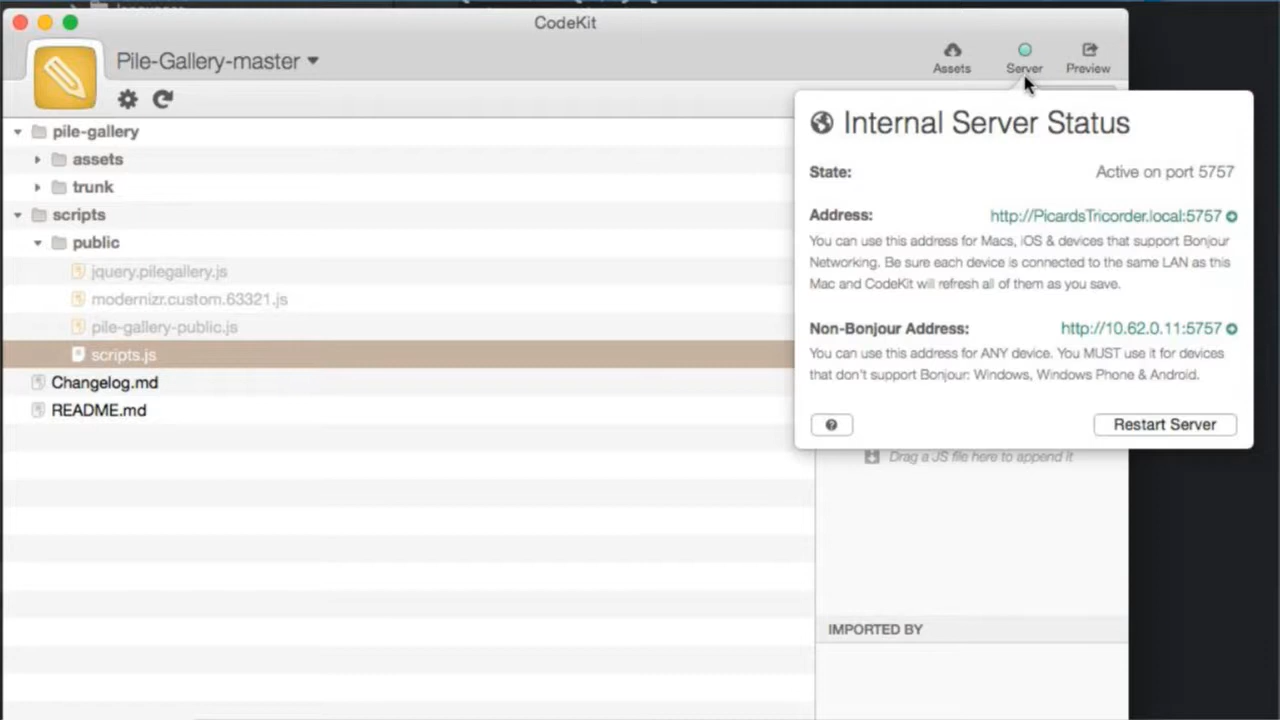 CodeKit
Pile-Gallery-master
Assets
Server
Preview
pile-gallery
assets
trunk
scripts
public
jquery.pilegallery.js
modernizr.custom.63321.js
pile-gallery-public.js
scripts.js
Changelog.md
README.md
Internal Server Status
State: Active on port 5757
Address: http://PicardsTricorder.local:5757
You can use this address for Macs, iOS & devices that support Bonjour
Networking. Be sure each device is connected to the same LAN as this
Mac and CodeKit will refresh all of them as you save.
Non-Bonjour Address: http://10.62.0.11:5757
You can use this address for ANY device. You MUST use it for devices
that don't support Bonjour: Windows, Windows Phone & Android.
?
Restart Server
Drag a JS file here to append it
IMPORTED BY